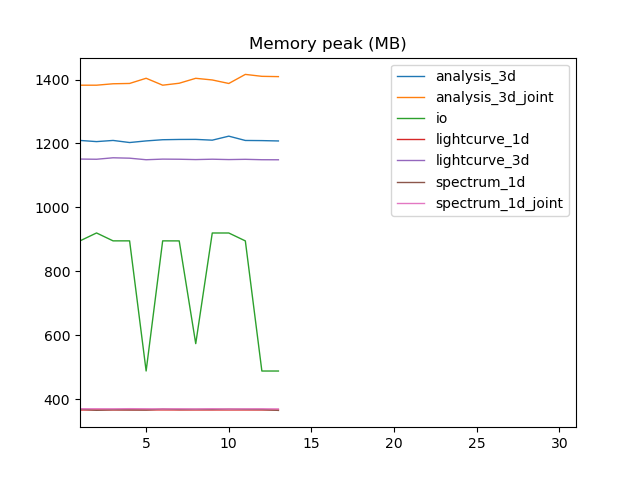 Memory peak (MB)
1400
1200
1000
800
600
400
analysis_3d
analysis_3d_joint
io
lightcurve_1d
lightcurve_3d
spectrum_1d
spectrum_1d_joint
5 10 15 20 25 30